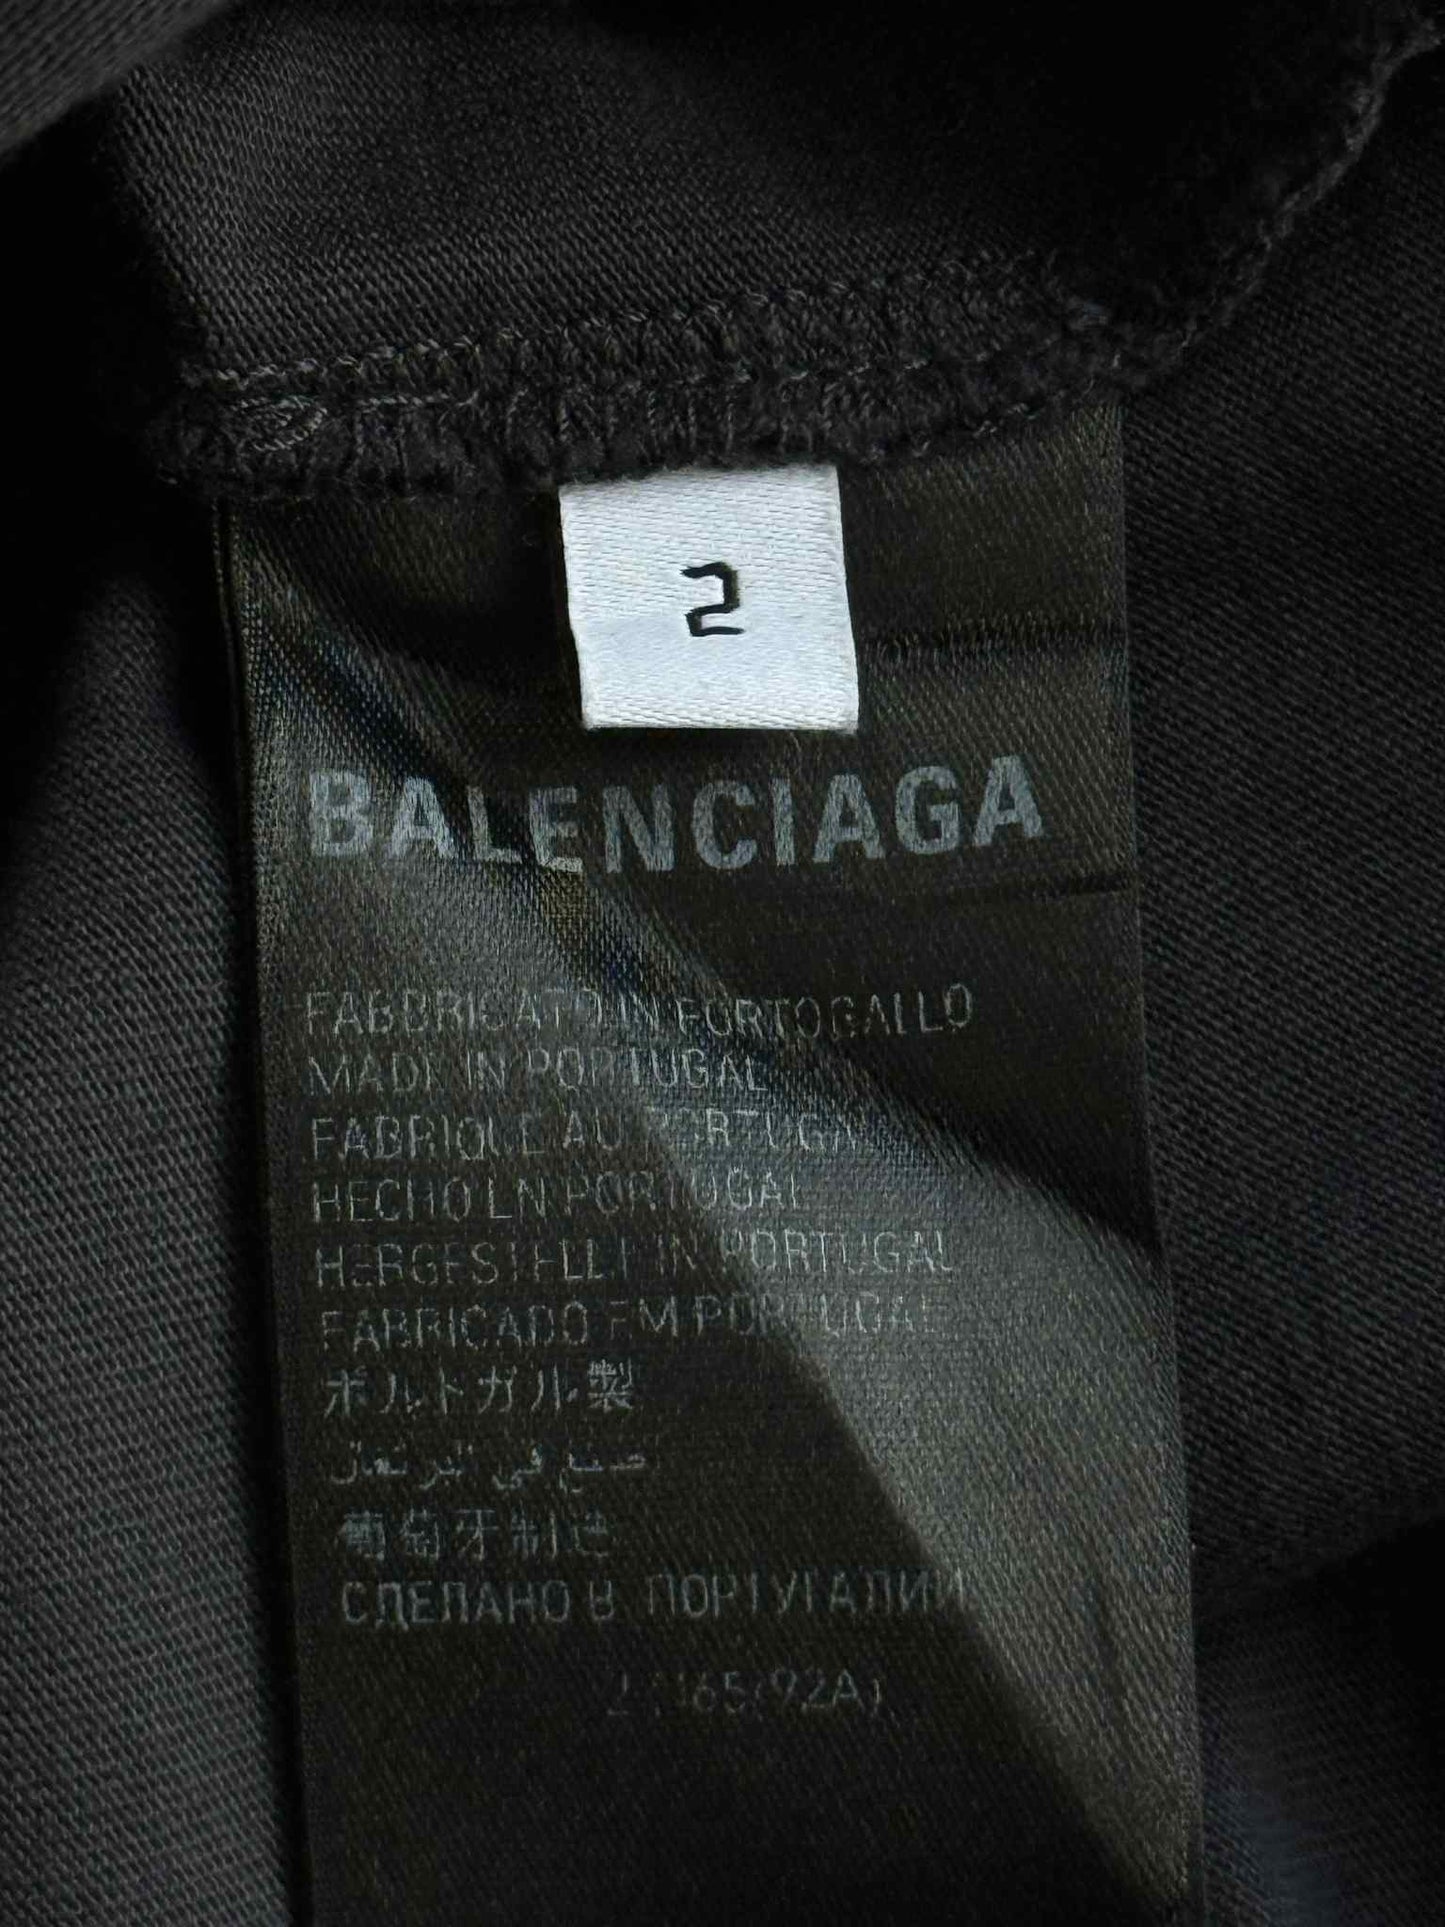 2
BALENCIAGA
FABBRICATO IN PORTOGALLO
MADE IN PORTUGAL
FABRIQUE AU PORTUGAL
HECHO EN PORTUGAL
HERGESTELLT IN PORTUGAL
FABRICADO EM PORTUGAL
ポルトガル製
صنع في البرتغال
葡萄牙制造
СДЕЛАНО В ПОРТУГАЛИИ